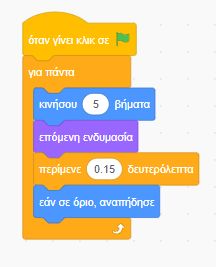 όταν γίνει κλικ σε
για πάντα
κινήσου 5 βήματα
επόμενη ενδυμασία
περίμενε 0.15 δευτερόλεπτα
εάν σε όριο, αναπήδησε